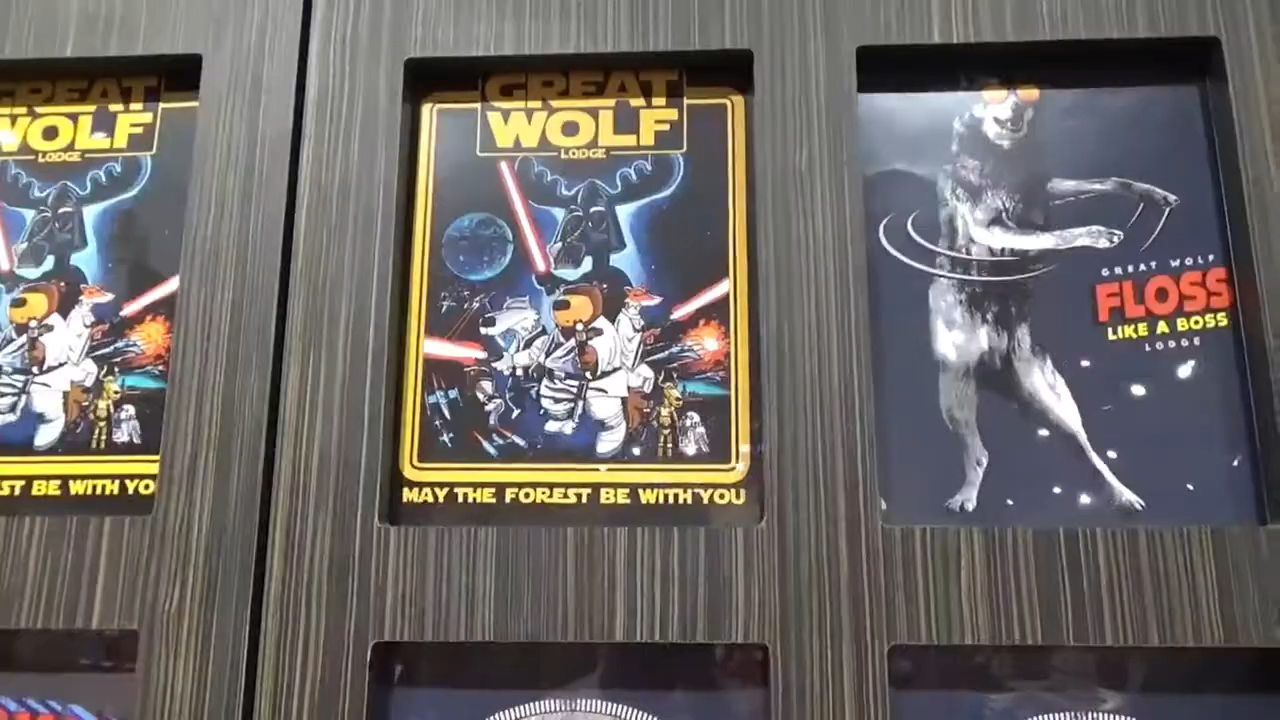 GREAT
WOLF
LODGE
ST BE WITH YO
GREAT
WOLF
LODGE
MAY THE FOREST BE WITH YOU
GREAT WOLF
FLOSS
LIKE A BOSS
LODGE